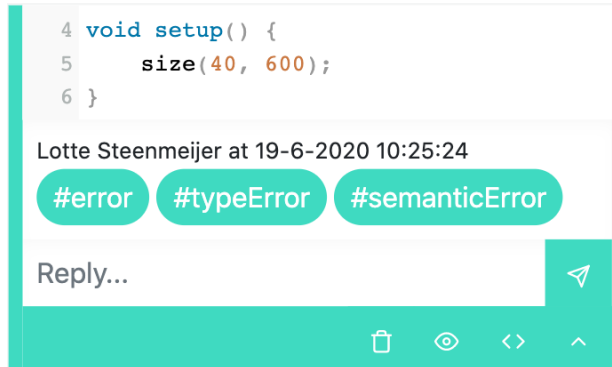 4 void setup() {
5 size(40, 600);
6 }
Lotte Steenmeijer at 19-6-2020 10:25:24
#error #typeError #semanticError
Reply...